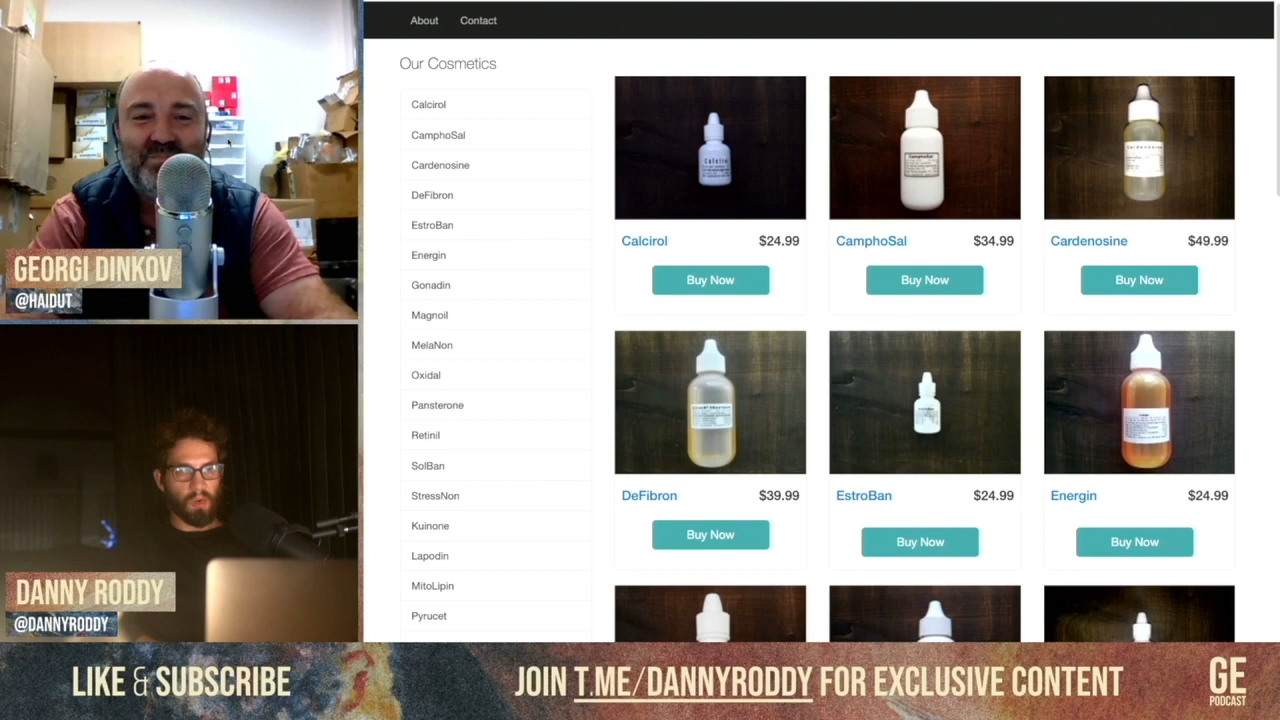 About Contact
Our Cosmetics
Calcirol
CamphoSal
Cardenosine
DeFibron
EstroBan
Energin
Gonadin
Magnoil
MelaNon
Oxidal
Pansterone
Retinil
SolBan
StressNon
Kuinone
Lapodin
MitoLipin
Pyrucet
Calcirol
CamphoSal
Cardenosine
Calcirol $24.99
CamphoSal $34.99
Cardenosine $49.99
Buy Now
Buy Now
Buy Now
DeFibron $39.99
EstroBan $24.99
Energin $24.99
Buy Now
Buy Now
Buy Now
GEORGI DINKOV
@HAIDUT
DANNY RODDY
@DANNYRODDY
LIKE & SUBSCRIBE
JOIN T.ME/DANNYRODDY FOR EXCLUSIVE CONTENT
GE
PODCAST